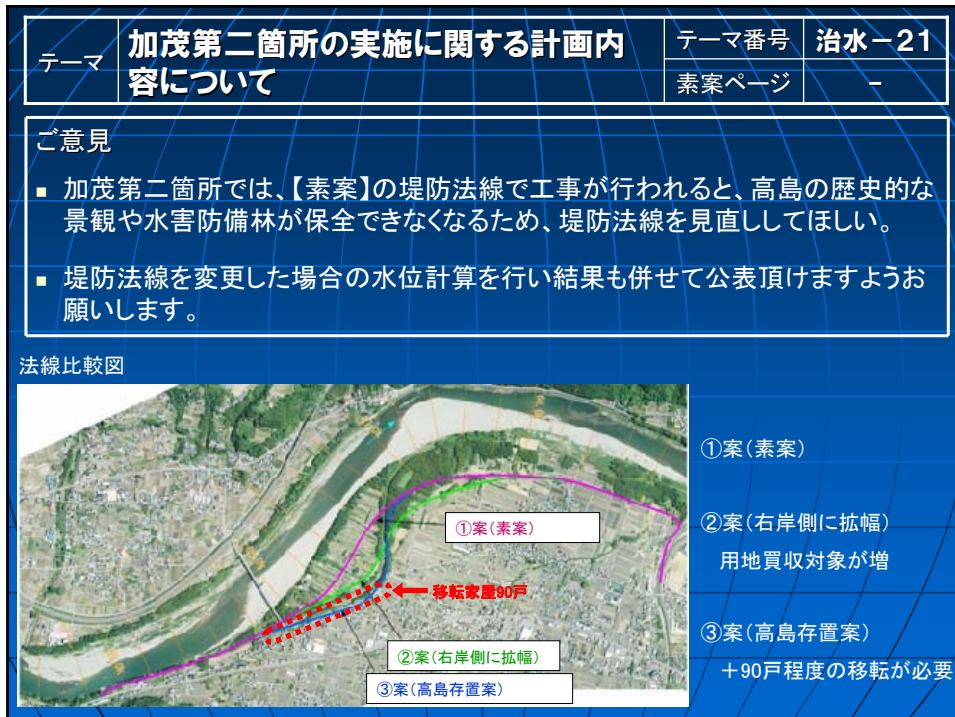 テーマ
加茂第二箇所の実施に関する計画内
容について
テーマ番号
治水－21
素案ページ
－
ご意見
■ 加茂第二箇所では、【素案】の堤防法線で工事が行われると、高島の歴史的な
景観や水害防備林が保全できなくなるため、堤防法線を見直ししてほしい。
■ 堤防法線を変更した場合の水位計算を行い結果も併せて公表頂けますようお
願いします。
法線比較図
①案(素案)
移転家屋90戸
②案(右岸側に拡幅)
③案(高島存置案)
①案(素案)
②案(右岸側に拡幅)
用地買収対象が増
③案(高島存置案)
＋90戸程度の移転が必要